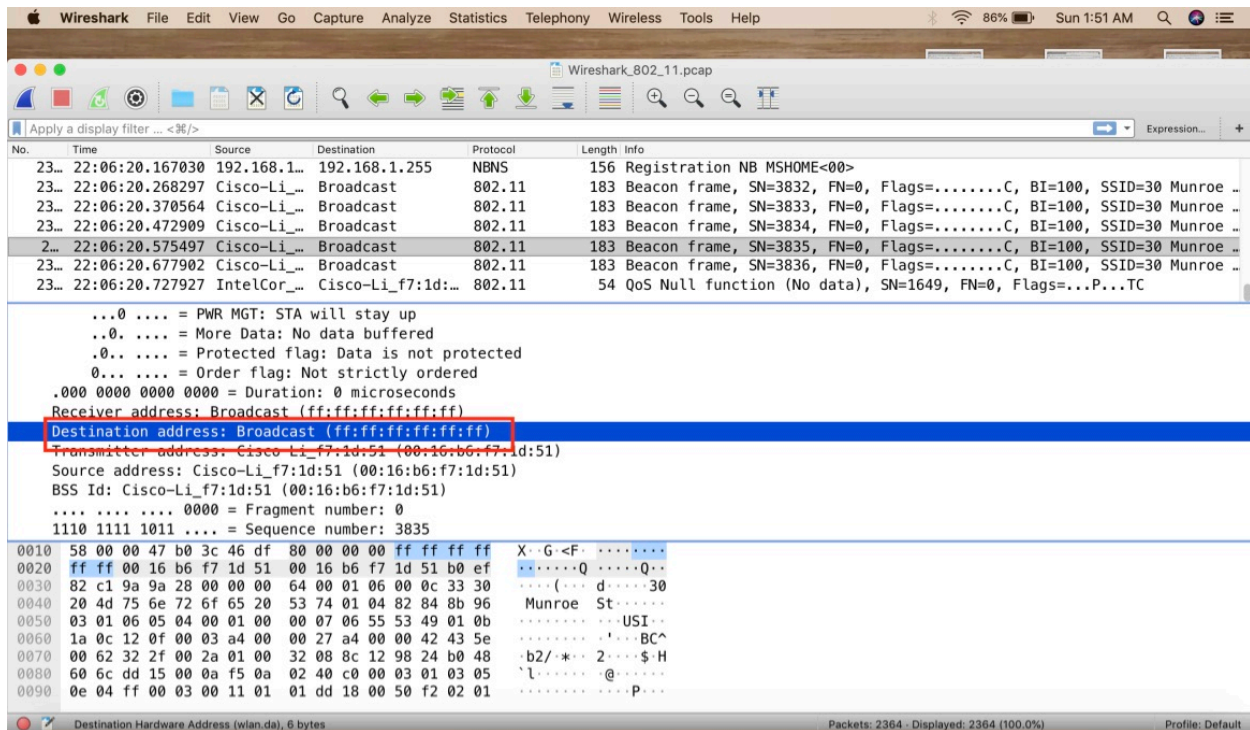 Wireshark File Edit View Go Capture Analyze Statistics Telephony Wireless Tools Help 86% Sun 1:51 AM
Wireshark_802_11.pcap
Apply a display filter ... <⌘/> Expression... +
No. Time Source Destination Protocol Length Info
23… 22:06:20.167030 192.168.1… 192.168.1.255 NBNS 156 Registration NB MSHOME<00>
23… 22:06:20.268297 Cisco-Li_… Broadcast 802.11 183 Beacon frame, SN=3832, FN=0, Flags=........C, BI=100, SSID=30 Munroe …
23… 22:06:20.370564 Cisco-Li_… Broadcast 802.11 183 Beacon frame, SN=3833, FN=0, Flags=........C, BI=100, SSID=30 Munroe …
23… 22:06:20.472909 Cisco-Li_… Broadcast 802.11 183 Beacon frame, SN=3834, FN=0, Flags=........C, BI=100, SSID=30 Munroe …
2… 22:06:20.575497 Cisco-Li_… Broadcast 802.11 183 Beacon frame, SN=3835, FN=0, Flags=........C, BI=100, SSID=30 Munroe …
23… 22:06:20.677902 Cisco-Li_… Broadcast 802.11 183 Beacon frame, SN=3836, FN=0, Flags=........C, BI=100, SSID=30 Munroe …
23… 22:06:20.727927 IntelCor_… Cisco-Li_f7:1d:… 802.11 54 QoS Null function (No data), SN=1649, FN=0, Flags=...P...TC
...0 .... = PWR MGT: STA will stay up
..0. .... = More Data: No data buffered
.0.. .... = Protected flag: Data is not protected
0... .... = Order flag: Not strictly ordered
.000 0000 0000 0000 = Duration: 0 microseconds
Receiver address: Broadcast (ff:ff:ff:ff:ff:ff)
Destination address: Broadcast (ff:ff:ff:ff:ff:ff)
Transmitter address: Cisco-Li_f7:1d:51 (00:16:b6:f7:1d:51)
Source address: Cisco-Li_f7:1d:51 (00:16:b6:f7:1d:51)
BSS Id: Cisco-Li_f7:1d:51 (00:16:b6:f7:1d:51)
.... .... .... 0000 = Fragment number: 0
1110 1111 1011 .... = Sequence number: 3835
0010 58 00 00 47 b0 3c 46 df 80 00 00 00 ff ff ff ff X··G·<F· ········
0020 ff ff 00 16 b6 f7 1d 51 00 16 b6 f7 1d 51 b0 ef ·······Q ·····Q··
0030 82 c1 9a 9a 28 00 00 00 64 00 01 06 00 0c 33 30 ····(··· d·····30
0040 20 4d 75 6e 72 6f 65 20 53 74 01 04 82 84 8b 96 Munroe St······
0050 03 01 06 05 04 00 01 00 00 07 06 55 53 49 01 0b ········ ···USI··
0060 1a 0c 12 0f 00 03 a4 00 00 27 a4 00 00 42 43 5e ········ ·'···BC^
0070 00 62 32 2f 00 2a 01 00 32 08 8c 12 98 24 b0 48 ·b2/·*·· 2····$·H
0080 60 6c dd 15 00 0a f5 0a 02 40 c0 00 03 01 03 05 `l······ ·@······
0090 0e 04 ff 00 03 00 11 01 01 dd 18 00 50 f2 02 01 ········ ····P···
Destination Hardware Address (wlan.da), 6 bytes Packets: 2364 · Displayed: 2364 (100.0%) Profile: Default